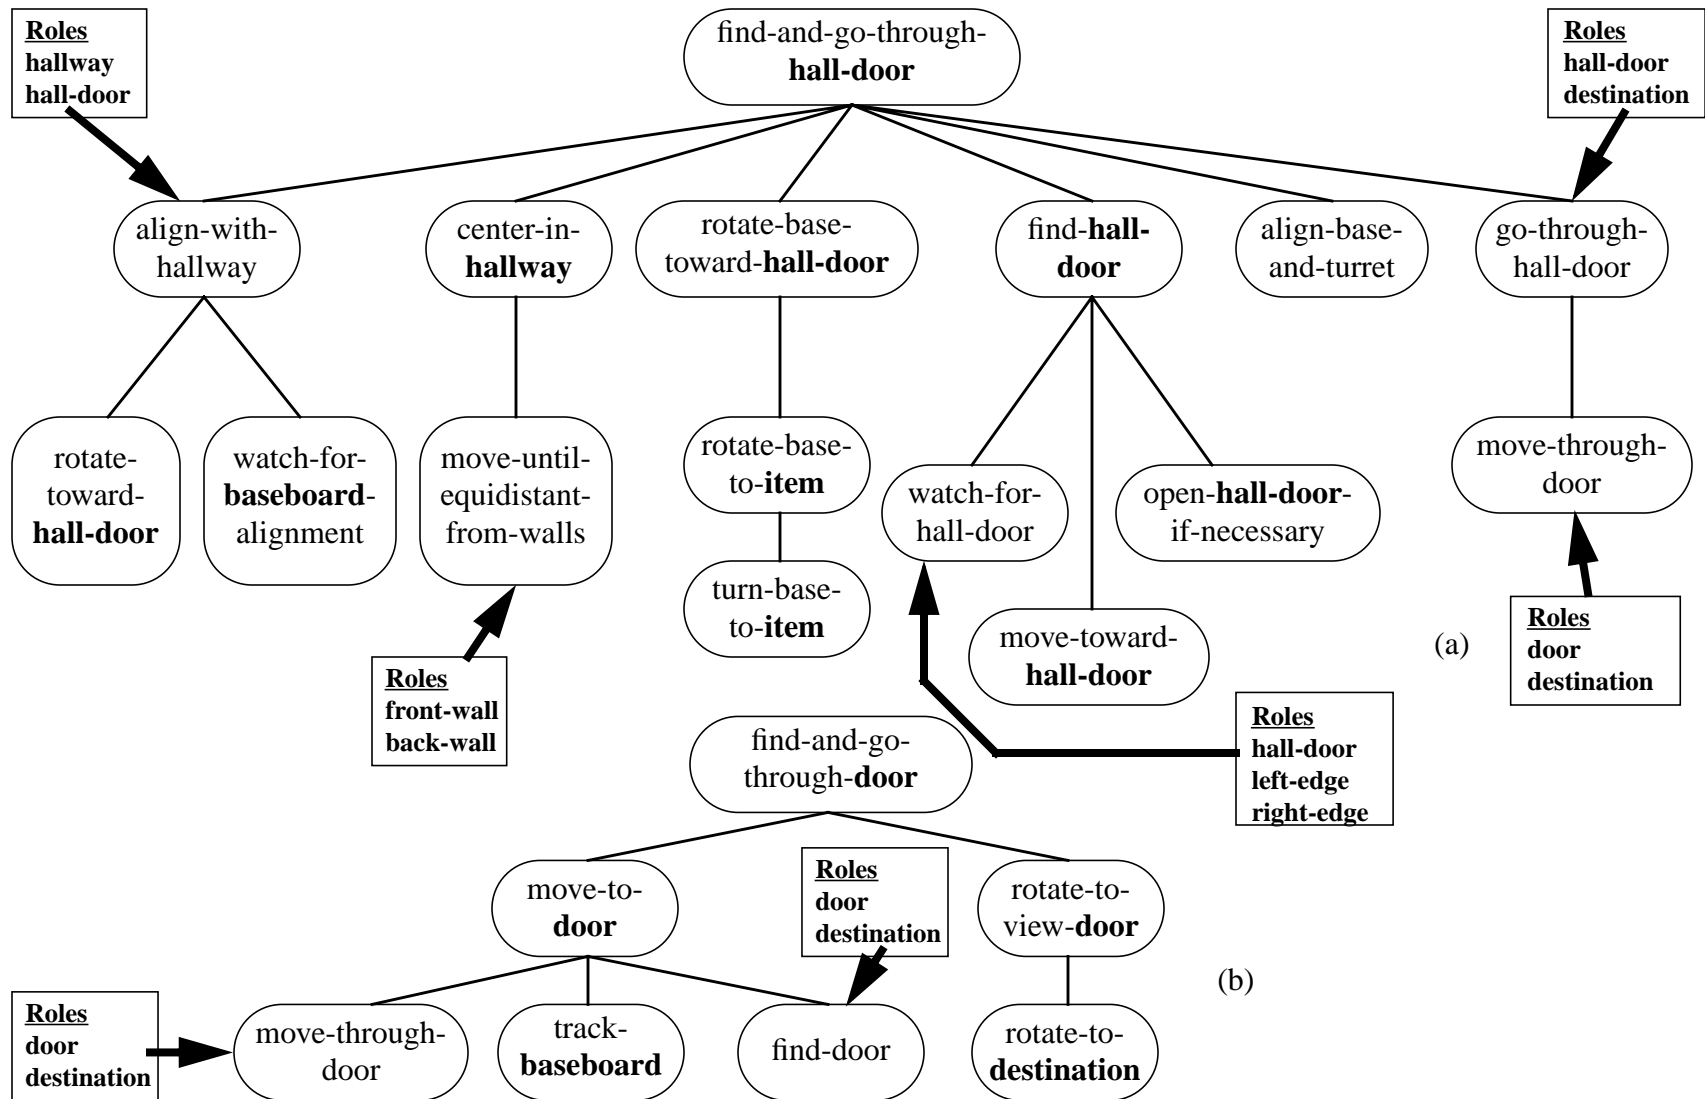 Roles
hallway
hall-door
find-and-go-through-
hall-door
Roles
hall-door
destination
align-with-
hallway
center-in-
hallway
rotate-base-
toward-hall-door
find-hall-
door
align-base-
and-turret
go-through-
hall-door
rotate-
toward-
hall-door
watch-for-
baseboard-
alignment
move-until-
equidistant-
from-walls
rotate-base-
to-item
watch-for-
hall-door
open-hall-door-
if-necessary
move-through-
door
turn-base-
to-item
move-toward-
hall-door
(a)
Roles
door
destination
Roles
front-wall
back-wall
Roles
hall-door
left-edge
right-edge
find-and-go-
through-door
move-to-
door
Roles
door
destination
rotate-to-
view-door
(b)
Roles
door
destination
move-through-
door
track-
baseboard
find-door
rotate-to-
destination